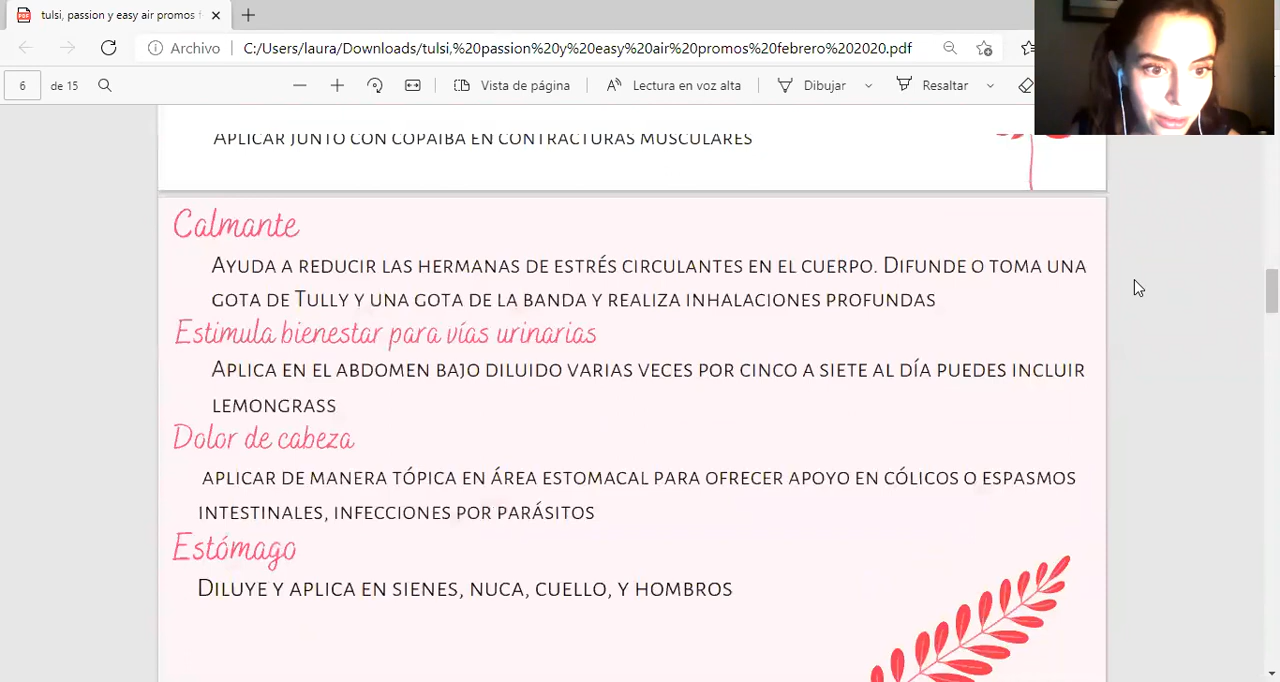 tulsi, passion y easy air promos f
Archivo
C:/Users/laura/Downloads/tulsi,%20passion%20y%20easy%20air%20promos%20febrero%202020.pdf
6 de 15
Vista de página
Lectura en voz alta
Dibujar
Resaltar
APLICAR JUNTO CON COPAIBA EN CONTRACTURAS MUSCULARES
Calmante
AYUDA A REDUCIR LAS HERMANAS DE ESTRÉS CIRCULANTES EN EL CUERPO. DIFUNDE O TOMA UNA
GOTA DE TULLY Y UNA GOTA DE LA BANDA Y REALIZA INHALACIONES PROFUNDAS
Estimula bienestar para vías urinarias
APLICA EN EL ABDOMEN BAJO DILUIDO VARIAS VECES POR CINCO A SIETE AL DÍA PUEDES INCLUIR
LEMONGRASS
Dolor de cabeza
APLICAR DE MANERA TÓPICA EN ÁREA ESTOMACAL PARA OFRECER APOYO EN CÓLICOS O ESPASMOS
INTESTINALES, INFECCIONES POR PARÁSITOS
Estómago
DILUYE Y APLICA EN SIENES, NUCA, CUELLO, Y HOMBROS